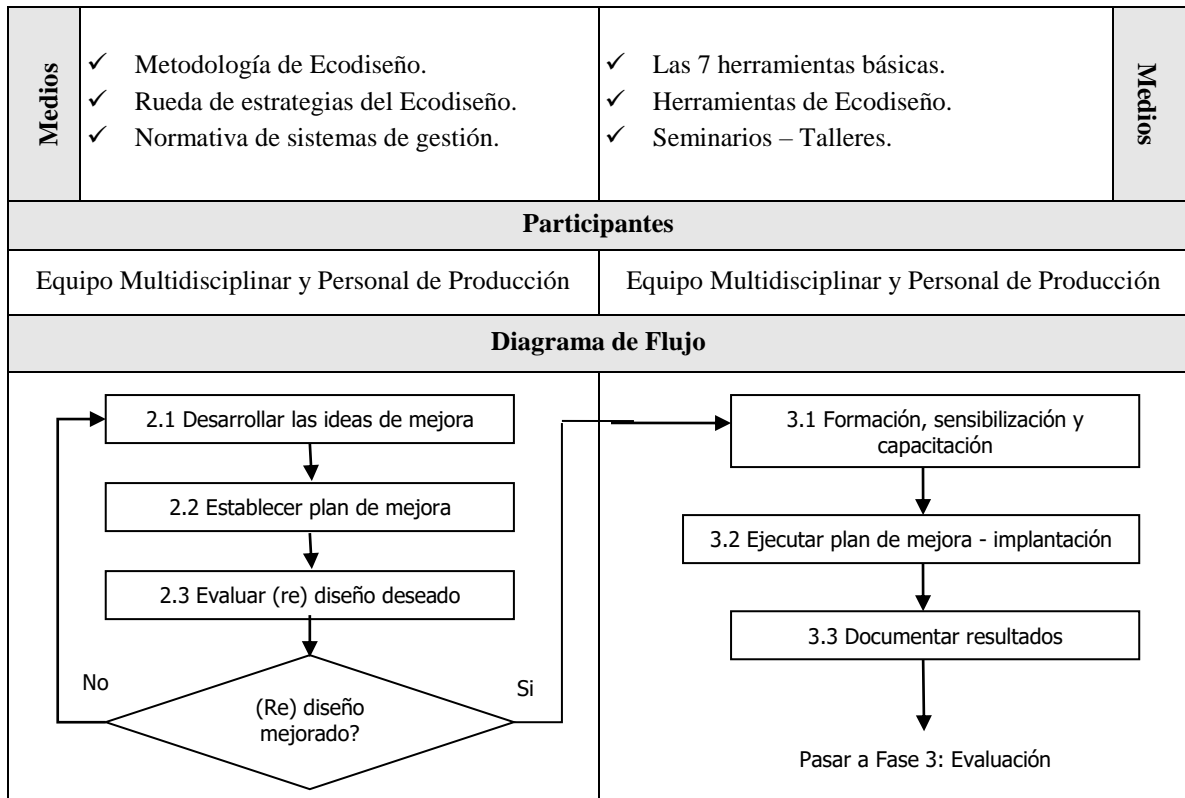 Medios
✓ Metodología de Ecodiseño.
✓ Rueda de estrategias del Ecodiseño.
✓ Normativa de sistemas de gestión.
✓ Las 7 herramientas básicas.
✓ Herramientas de Ecodiseño.
✓ Seminarios – Talleres.
Medios
Participantes
Equipo Multidisciplinar y Personal de Producción
Equipo Multidisciplinar y Personal de Producción
Diagrama de Flujo
2.1 Desarrollar las ideas de mejora
2.2 Establecer plan de mejora
2.3 Evaluar (re) diseño deseado
No
(Re) diseño
mejorado?
Si
3.1 Formación, sensibilización y
capacitación
3.2 Ejecutar plan de mejora - implantación
3.3 Documentar resultados
Pasar a Fase 3: Evaluación